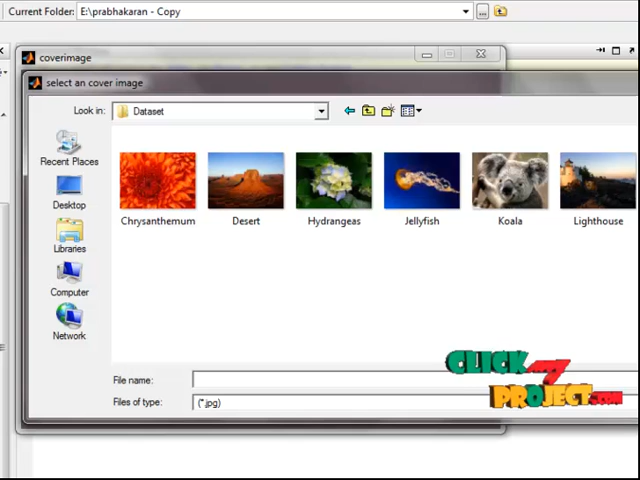 Current Folder: E:\prabhakaran - Copy
coverimage
select an cover image
Look in: Dataset
Recent Places
Desktop
Libraries
Computer
Network
Chrysanthemum Desert Hydrangeas Jellyfish Koala Lighthouse
File name:
Files of type: (*.jpg)
CLICK my
PROJECT.COM